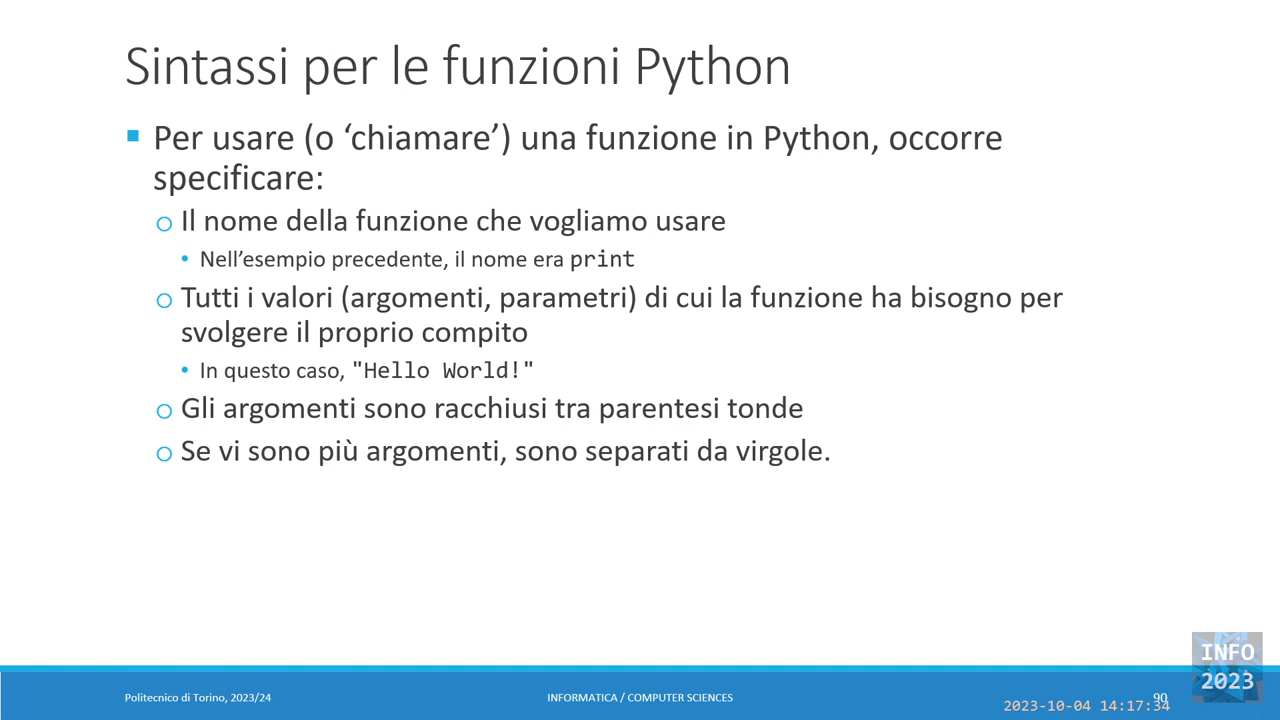 Sintassi per le funzioni Python
Per usare (o ‘chiamare’) una funzione in Python, occorre
specificare:
Il nome della funzione che vogliamo usare
Nell’esempio precedente, il nome era print
Tutti i valori (argomenti, parametri) di cui la funzione ha bisogno per
svolgere il proprio compito
In questo caso, "Hello World!"
Gli argomenti sono racchiusi tra parentesi tonde
Se vi sono più argomenti, sono separati da virgole.
INFO
2023
Politecnico di Torino, 2023/24
INFORMATICA / COMPUTER SCIENCES
90
2023-10-04 14:17:34